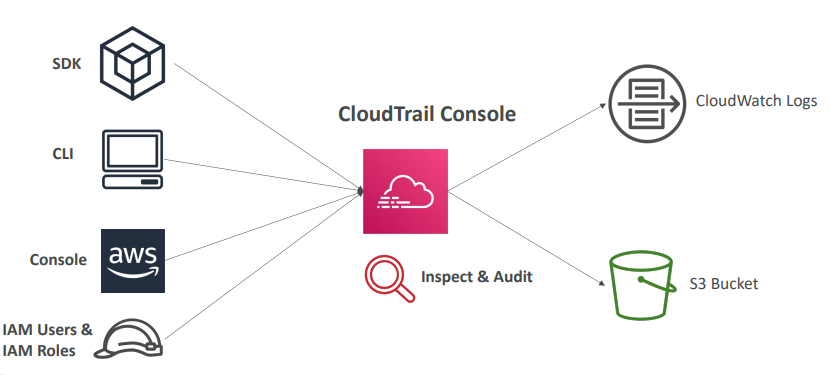 SDK
CloudTrail Console
CloudWatch Logs
CLI
Console
aws
Inspect & Audit
S3 Bucket
IAM Users &
IAM Roles